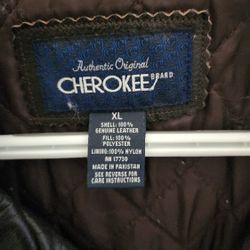 Authentic Original
CHEROKEE
BRAND
XL
SHELL: 100%
GENUINE LEATHER
FILL: 100%
POLYESTER
LINING: 100% NYLON
RN 17730
MADE IN PAKISTAN
SEE REVERSE FOR
CARE INSTRUCTIONS